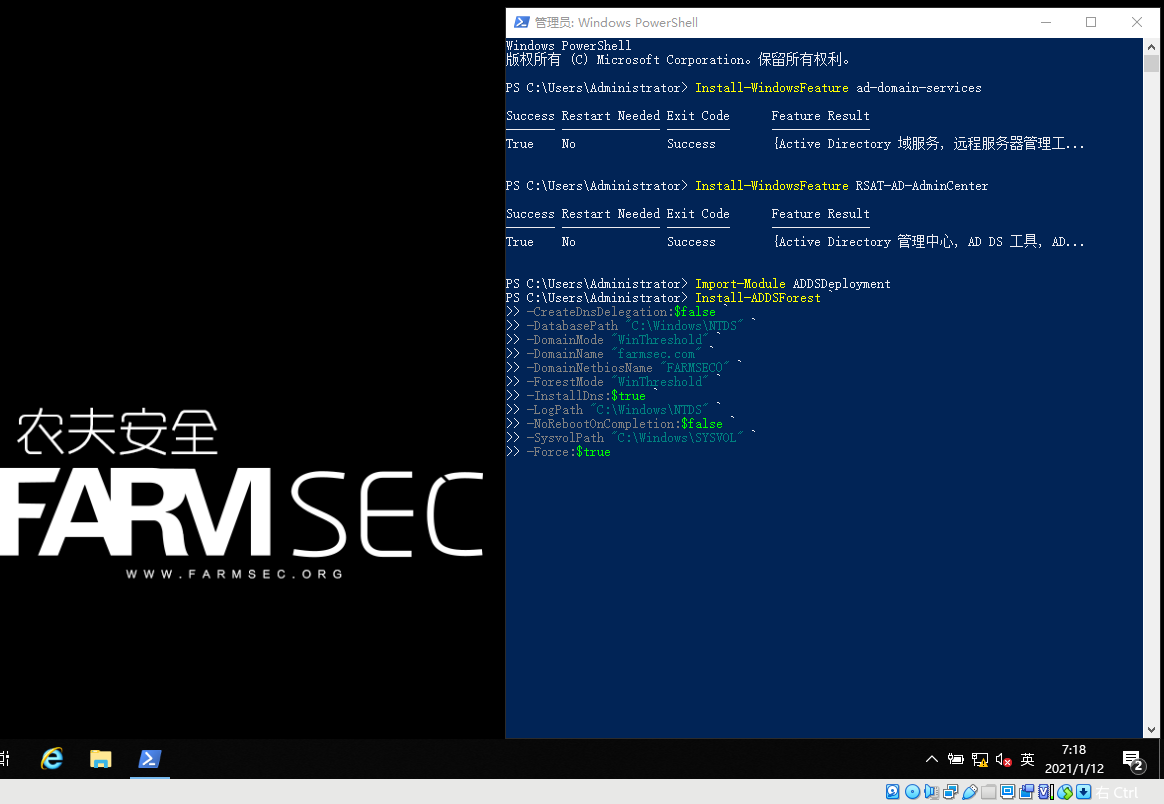 管理员: Windows PowerShell
Windows PowerShell
版权所有 (C) Microsoft Corporation。保留所有权利。
PS C:\Users\Administrator> Install-WindowsFeature ad-domain-services
Success Restart Needed Exit Code      Feature Result
True    No             Success        {Active Directory 域服务, 远程服务器管理工...
PS C:\Users\Administrator> Install-WindowsFeature RSAT-AD-AdminCenter
Success Restart Needed Exit Code      Feature Result
True    No             Success        {Active Directory 管理中心, AD DS 工具, AD...
PS C:\Users\Administrator> Import-Module ADDSDeployment
PS C:\Users\Administrator> Install-ADDSForest `
>> -CreateDnsDelegation:$false `
>> -DatabasePath "C:\Windows\NTDS" `
>> -DomainMode "WinThreshold" `
>> -DomainName "farmsec.com" `
>> -DomainNetbiosName "FARMSECO" `
>> -ForestMode "WinThreshold" `
>> -InstallDns:$true `
>> -LogPath "C:\Windows\NTDS" `
>> -NoRebootOnCompletion:$false `
>> -SysvolPath "C:\Windows\SYSVOL" `
>> -Force:$true
农夫安全
FARMSEC
WWW.FARMSEC.ORG
英
7:18
2021/1/12
2
右 Ctrl